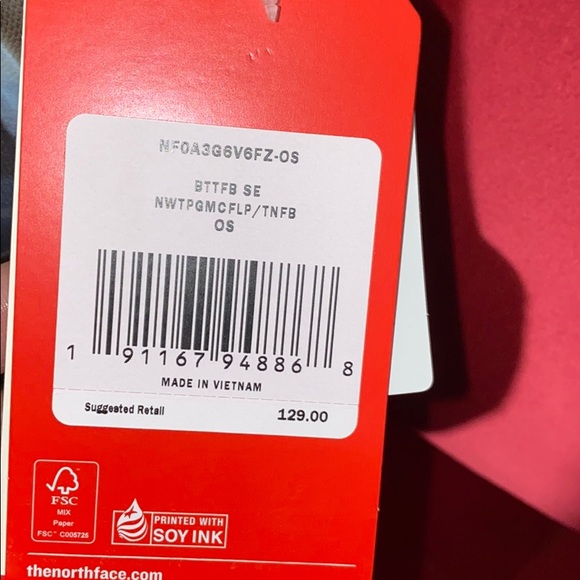 NF0A3G6V6FZ-OS
BTTFB SE
NWTPGMCFLP/TNFB
OS
1 91167 94886 8
MADE IN VIETNAM
Suggested Retail 129.00
FSC
MIX
Paper
FSC™ C005725
PRINTED WITH
SOY INK
thenorthface.com